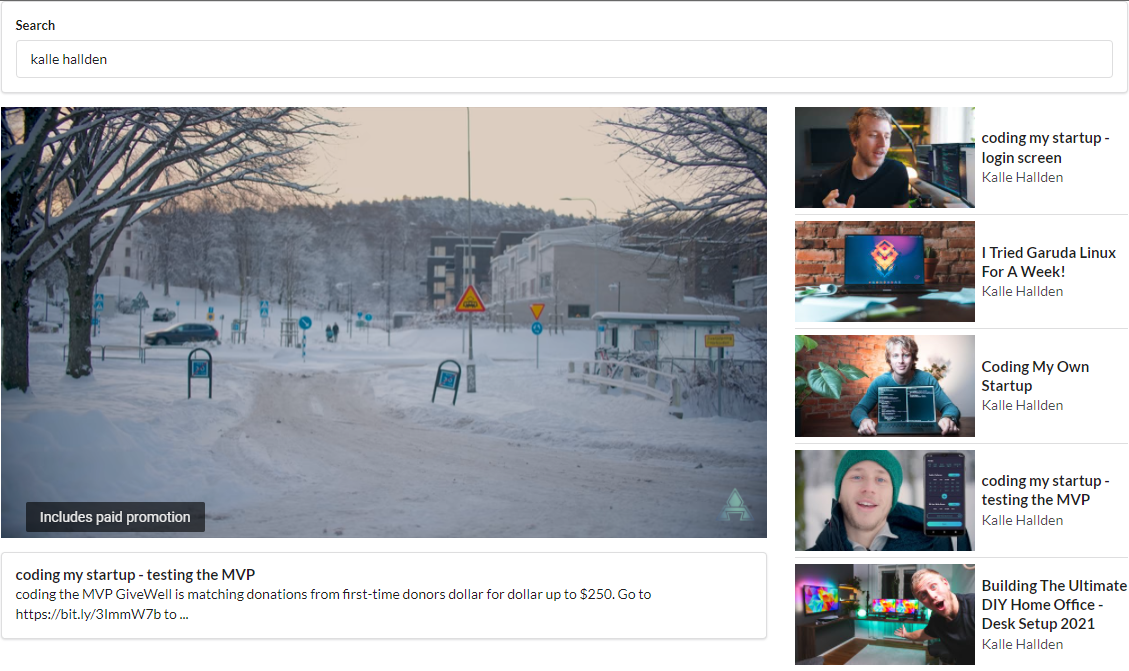 Search
kalle hallden
Includes paid promotion
coding my startup - testing the MVP
coding the MVP GiveWell is matching donations from first-time donors dollar for dollar up to $250. Go to
https://bit.ly/3ImmW7b to ...
coding my startup -
login screen
Kalle Hallden
I Tried Garuda Linux
For A Week!
Kalle Hallden
Coding My Own
Startup
Kalle Hallden
coding my startup -
testing the MVP
Kalle Hallden
Building The Ultimate
DIY Home Office -
Desk Setup 2021
Kalle Hallden